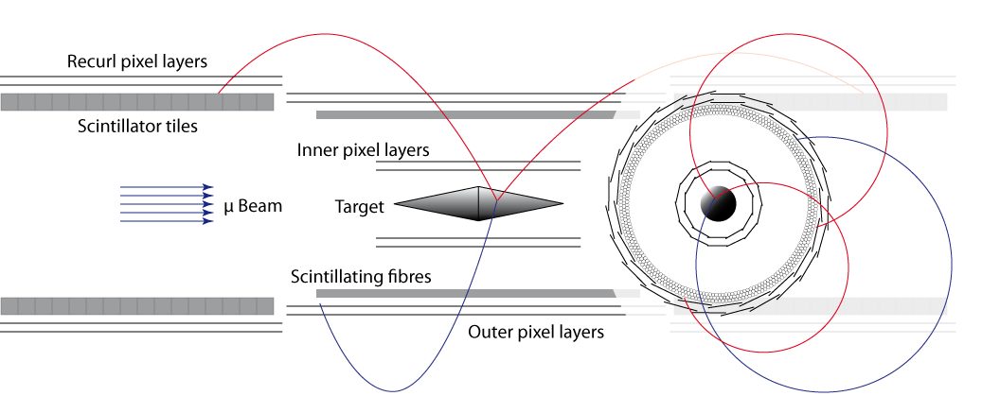 Recurl pixel layers
Scintillator tiles
Inner pixel layers
μ Beam
Target
Scintillating fibres
Outer pixel layers